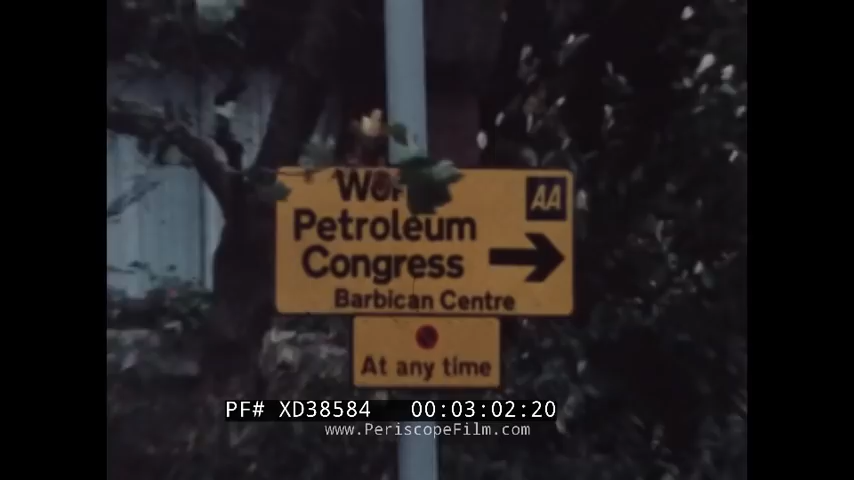 Petroleum
Congress
Barbican Centre
AA
At any time
PF# XD38584 00:03:02:20
www.PeriscopeFilm.com